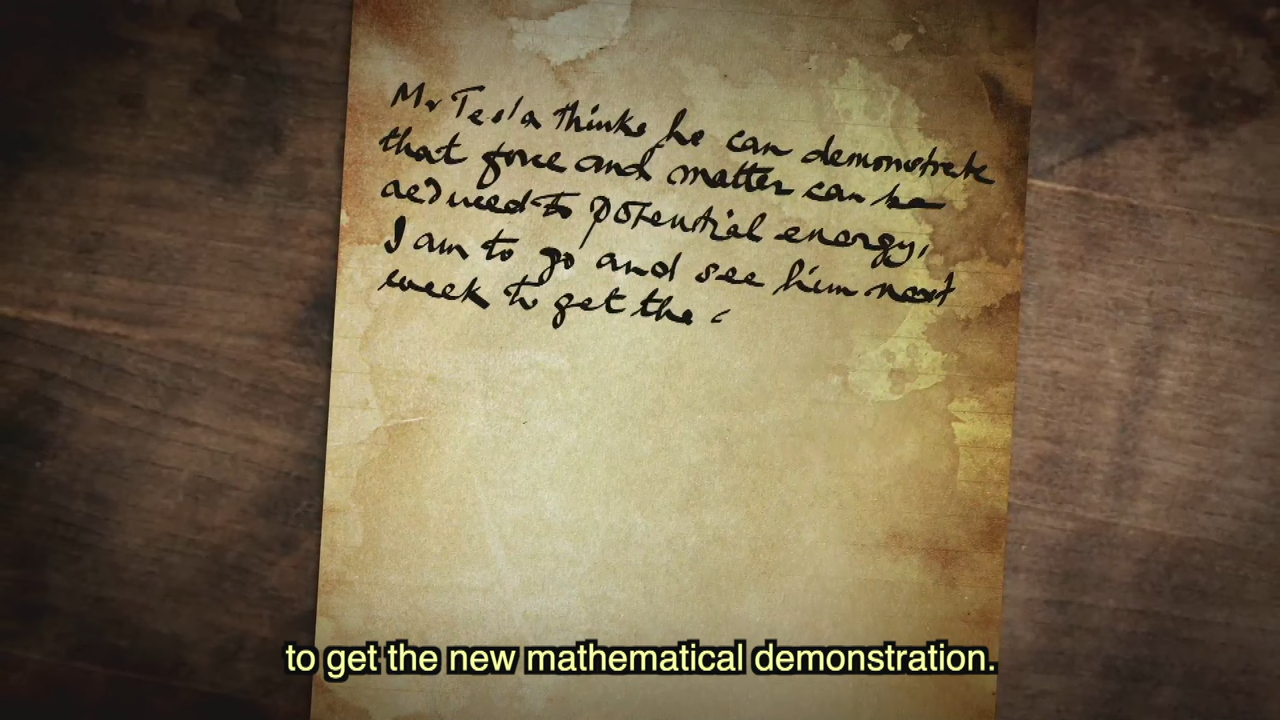 Mr Tesla thinks he can demonstrate
that force and matter can be
reduced to potential energy,
I am to go and see him next
week to get the
to get the new mathematical demonstration.